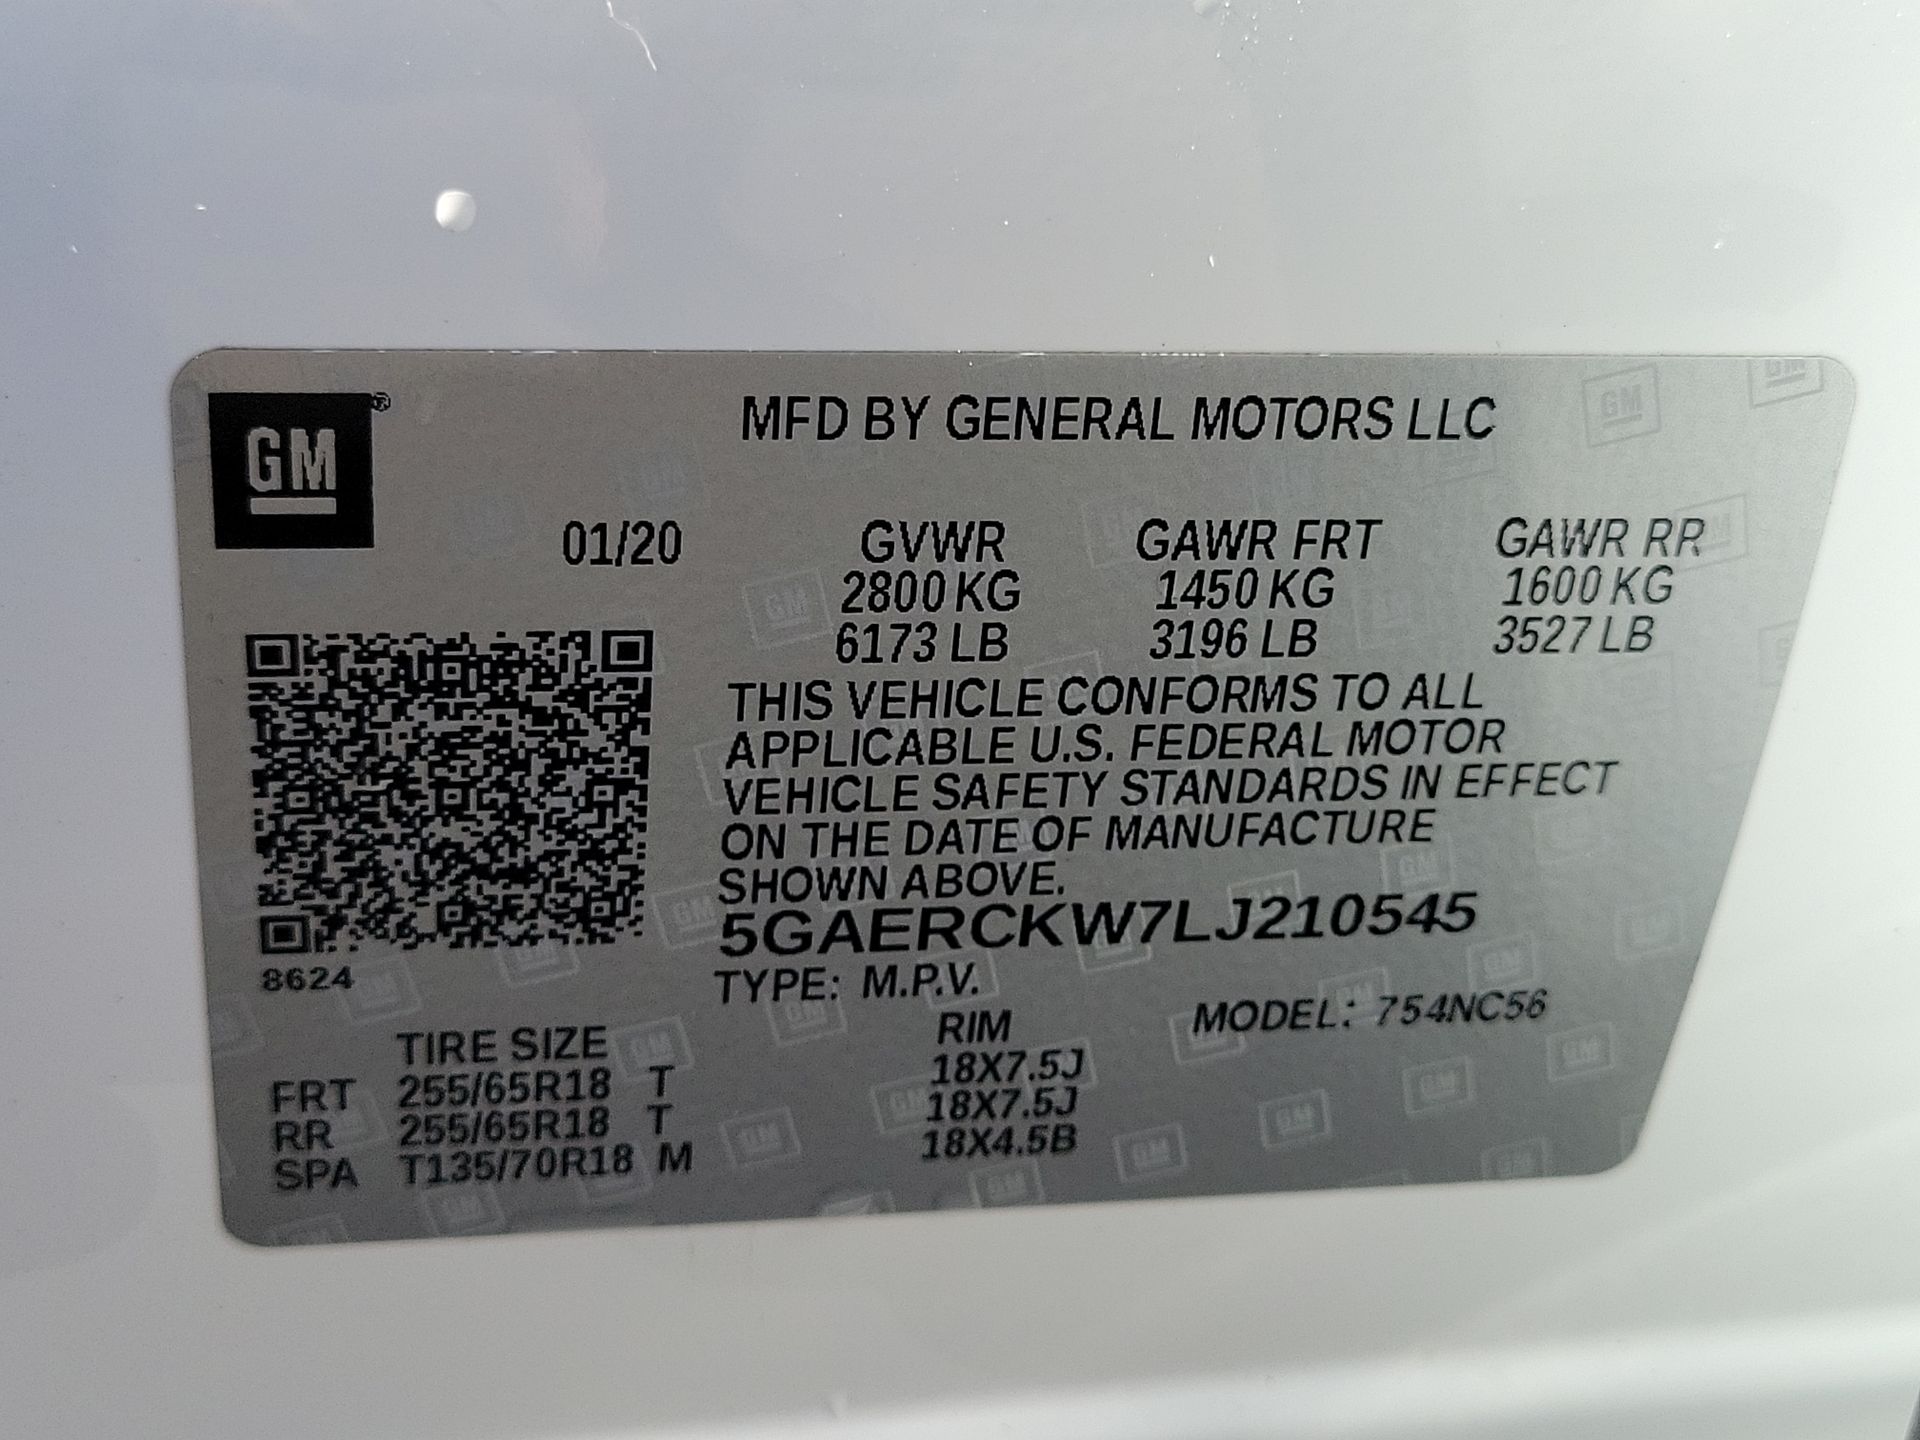 GM®
MFD BY GENERAL MOTORS LLC
01/20 GVWR GAWR FRT GAWR RR
2800 KG 1450 KG 1600 KG
6173 LB 3196 LB 3527 LB
THIS VEHICLE CONFORMS TO ALL
APPLICABLE U.S. FEDERAL MOTOR
VEHICLE SAFETY STANDARDS IN EFFECT
ON THE DATE OF MANUFACTURE
SHOWN ABOVE.
5GAERCKW7LJ210545
8624
TYPE: M.P.V. MODEL: 754NC56
TIRE SIZE RIM
FRT 255/65R18 T 18X7.5J
RR 255/65R18 T 18X7.5J
SPA T135/70R18 M 18X4.5B